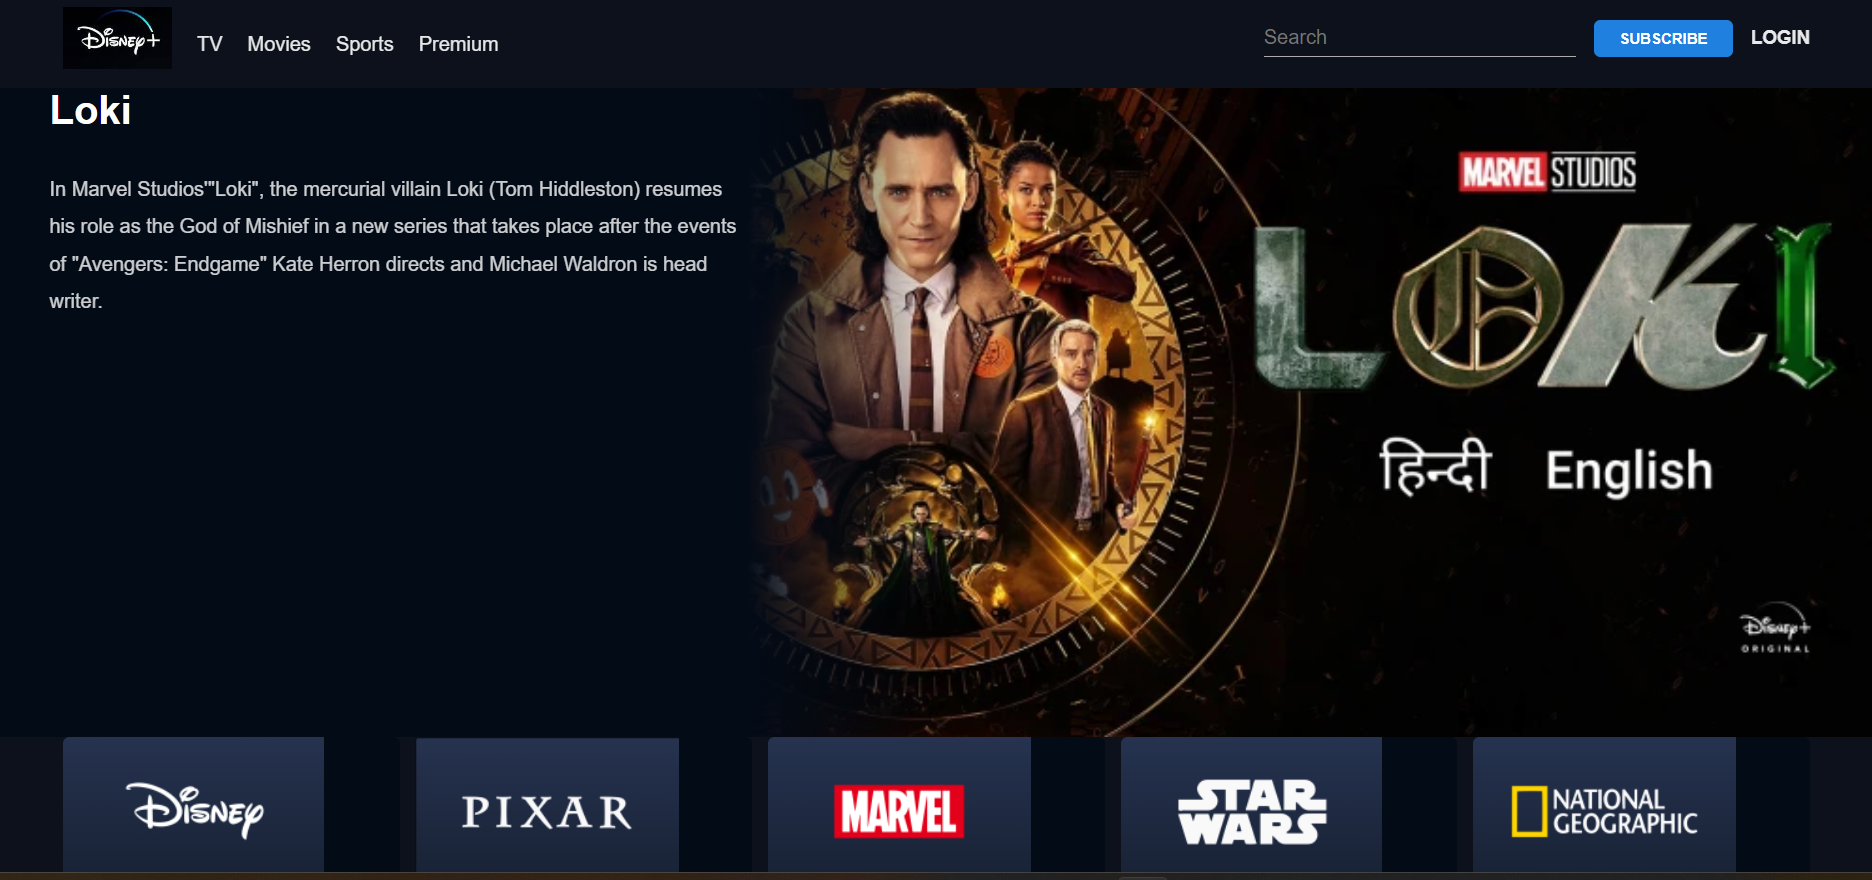 Disney+
TV Movies Sports Premium
Search
SUBSCRIBE
LOGIN
Loki
In Marvel Studios'"Loki", the mercurial villain Loki (Tom Hiddleston) resumes
his role as the God of Mishief in a new series that takes place after the events
of "Avengers: Endgame" Kate Herron directs and Michael Waldron is head
writer.
MARVEL STUDIOS
LOKI
हिन्दी English
Disney+
ORIGINAL
Disney
PIXAR
MARVEL
STAR
WARS
NATIONAL
GEOGRAPHIC